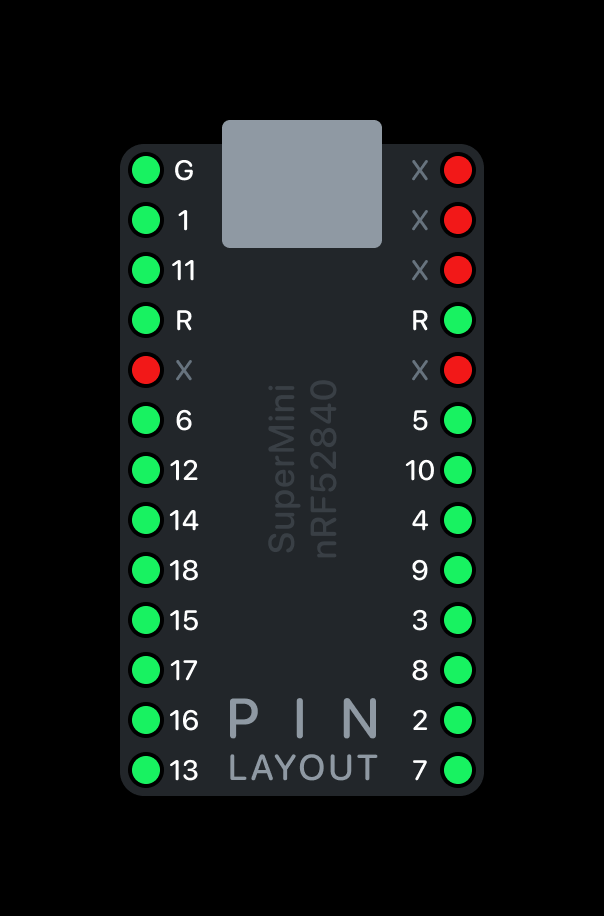 G X
1 X
11 X
R R
X X
6 5
12 10
14 4
18 9
15 3
17 8
16 2
13 7
SuperMini
nRF52840
PIN
LAYOUT